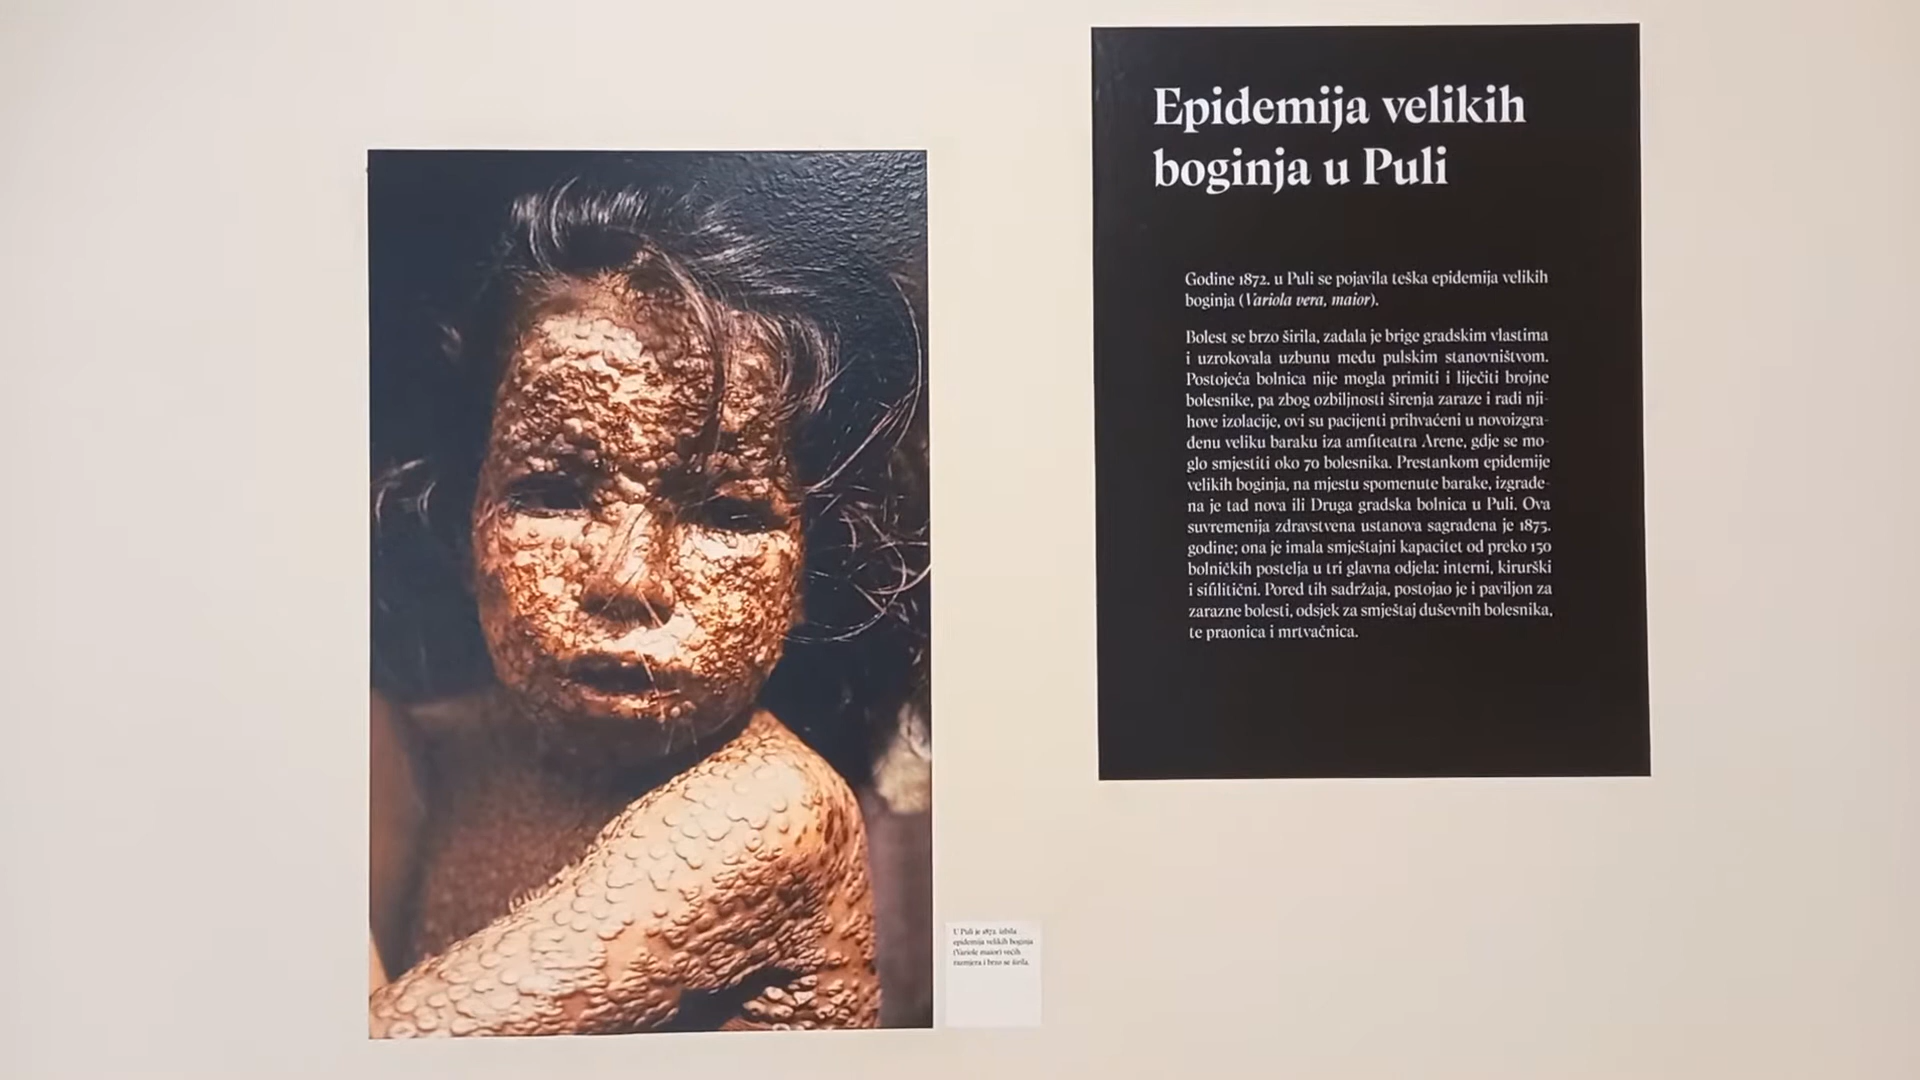 Epidemija velikih
boginja u Puli
Godine 1872. u Puli se pojavila teška epidemija velikih
boginja (Variola vera, maior).
Bolest se brzo širila, zadala je brige gradskim vlastima
i uzrokovala uzbunu među pulskim stanovništvom.
Postojeća bolnica nije mogla primiti i liječiti brojne
bolesnike, pa zbog ozbiljnosti širenja zaraze i radi nji-
hove izolacije, ovi su pacijenti prihvaćeni u novoizgra-
đenu veliku baraku iza amfiteatra Arene, gdje se mo-
glo smjestiti oko 70 bolesnika. Prestankom epidemije
velikih boginja, na mjestu spomenute barake, izgrađe-
na je tad nova ili Druga gradska bolnica u Puli. Ova
suvremenija zdravstvena ustanova sagrađena je 1875.
godine; ona je imala smještajni kapacitet od preko 150
bolničkih postelja u tri glavna odjela: interni, kirurški
i sifilitični. Pored tih sadržaja, postojao je i paviljon za
zarazne bolesti, odsjek za smještaj duševnih bolesnika,
te praonica i mrtvačnica.
U Puli je 1872. izbila
epidemija velikih boginja
(Variole maior) većih
razmjera i brzo se širila.